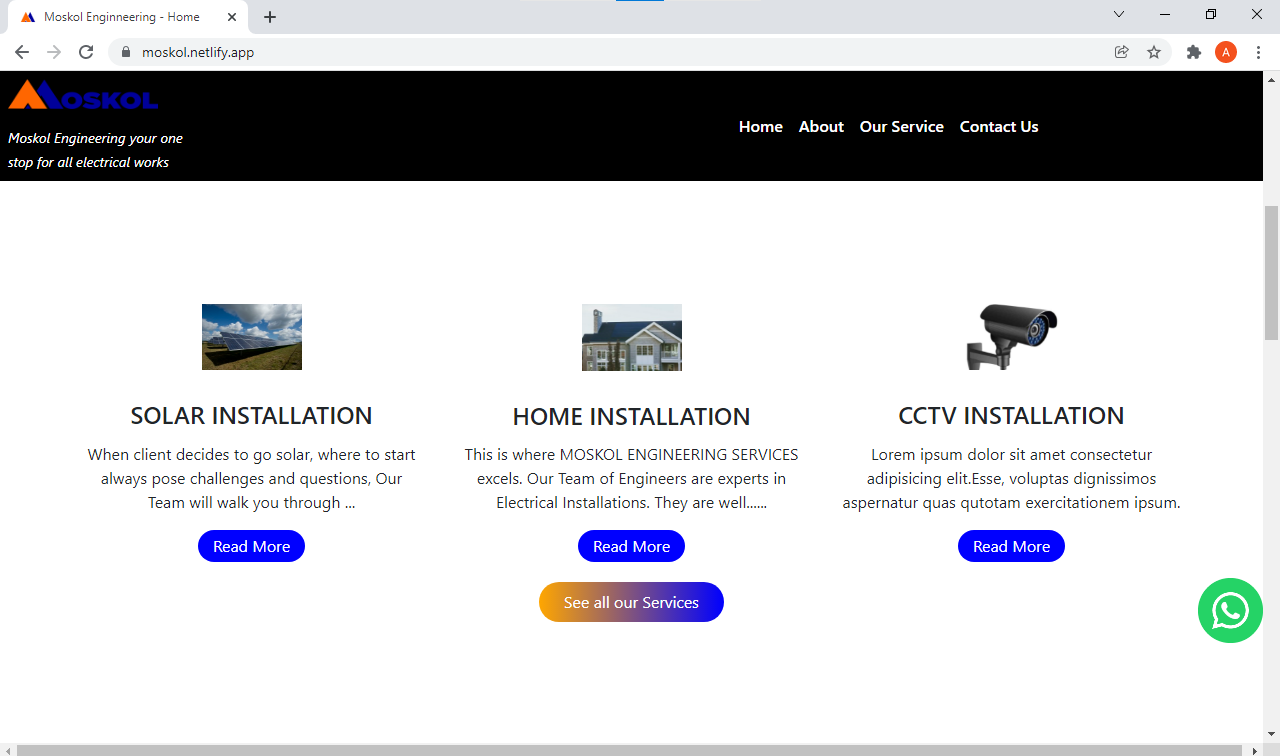 Moskol Enginneering - Home
moskol.netlify.app
A
MOSKOL
Moskol Engineering your one
stop for all electrical works
Home About Our Service Contact Us
SOLAR INSTALLATION
When client decides to go solar, where to start
always pose challenges and questions, Our
Team will walk you through ...
Read More
HOME INSTALLATION
This is where MOSKOL ENGINEERING SERVICES
excels. Our Team of Engineers are experts in
Electrical Installations. They are well......
Read More
CCTV INSTALLATION
Lorem ipsum dolor sit amet consectetur
adipisicing elit.Esse, voluptas dignissimos
aspernatur quas qutotam exercitationem ipsum.
Read More
See all our Services